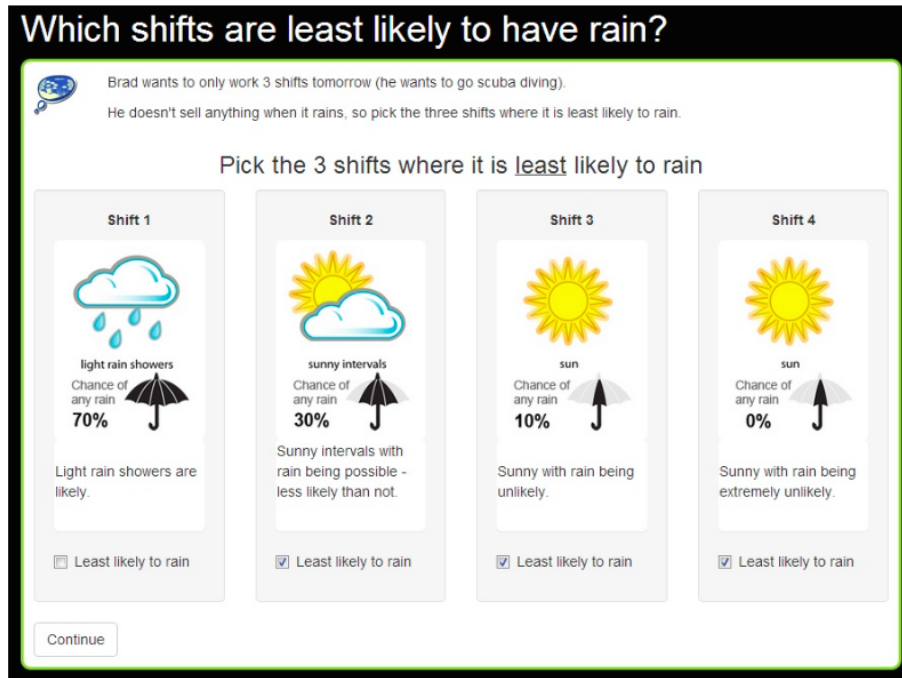 Which shifts are least likely to have rain?
Brad wants to only work 3 shifts tomorrow (he wants to go scuba diving).
He doesn't sell anything when it rains, so pick the three shifts where it is least likely to rain.
Pick the 3 shifts where it is least likely to rain
Shift 1
light rain showers
Chance of
any rain
70%
Light rain showers are
likely.
Least likely to rain
Shift 2
sunny intervals
Chance of
any rain
30%
Sunny intervals with
rain being possible -
less likely than not.
Least likely to rain
Shift 3
sun
Chance of
any rain
10%
Sunny with rain being
unlikely.
Least likely to rain
Shift 4
sun
Chance of
any rain
0%
Sunny with rain being
extremely unlikely.
Least likely to rain
Continue